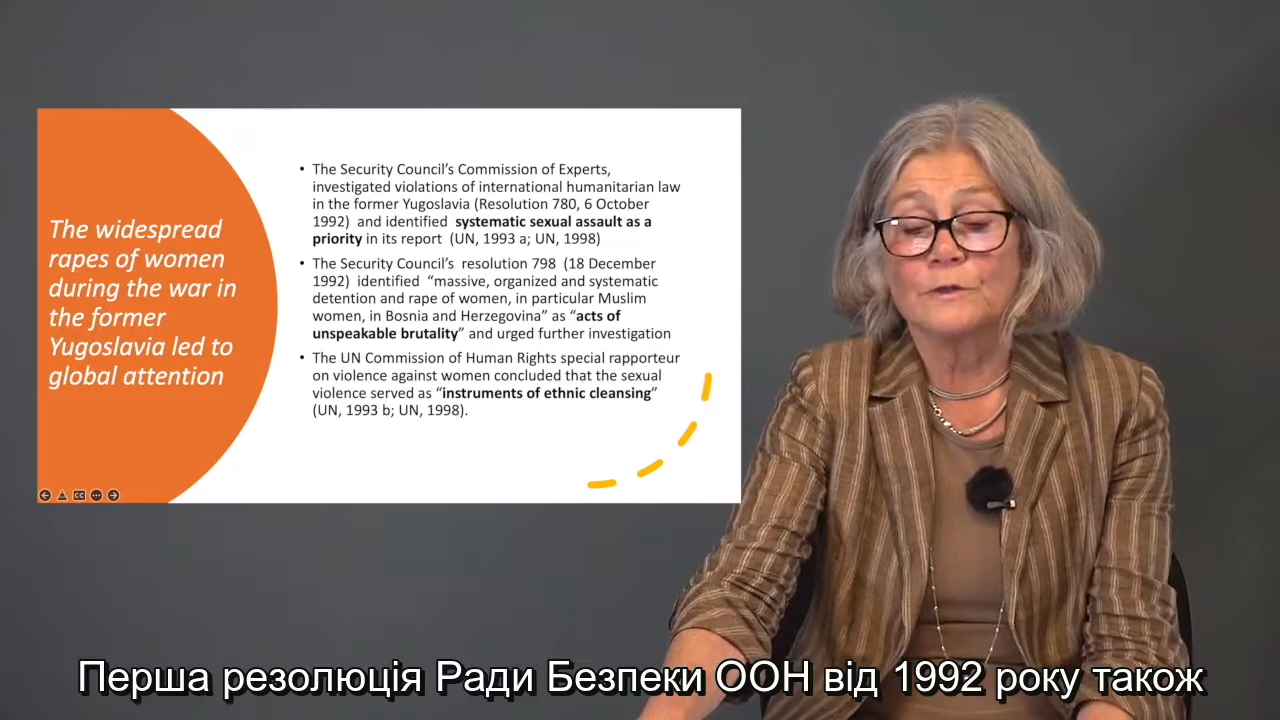 The widespread
rapes of women
during the war in
the former
Yugoslavia led to
global attention
• The Security Council's Commission of Experts,
investigated violations of international humanitarian law
in the former Yugoslavia (Resolution 780, 6 October
1992) and identified systematic sexual assault as a
priority in its report (UN, 1993 a; UN, 1998)
• The Security Council's resolution 798 (18 December
1992) identified “massive, organized and systematic
detention and rape of women, in particular Muslim
women, in Bosnia and Herzegovina” as “acts of
unspeakable brutality” and urged further investigation
• The UN Commission of Human Rights special rapporteur
on violence against women concluded that the sexual
violence served as “instruments of ethnic cleansing”
(UN, 1993 b; UN, 1998).
Перша резолюція Ради Безпеки ООН від 1992 року також